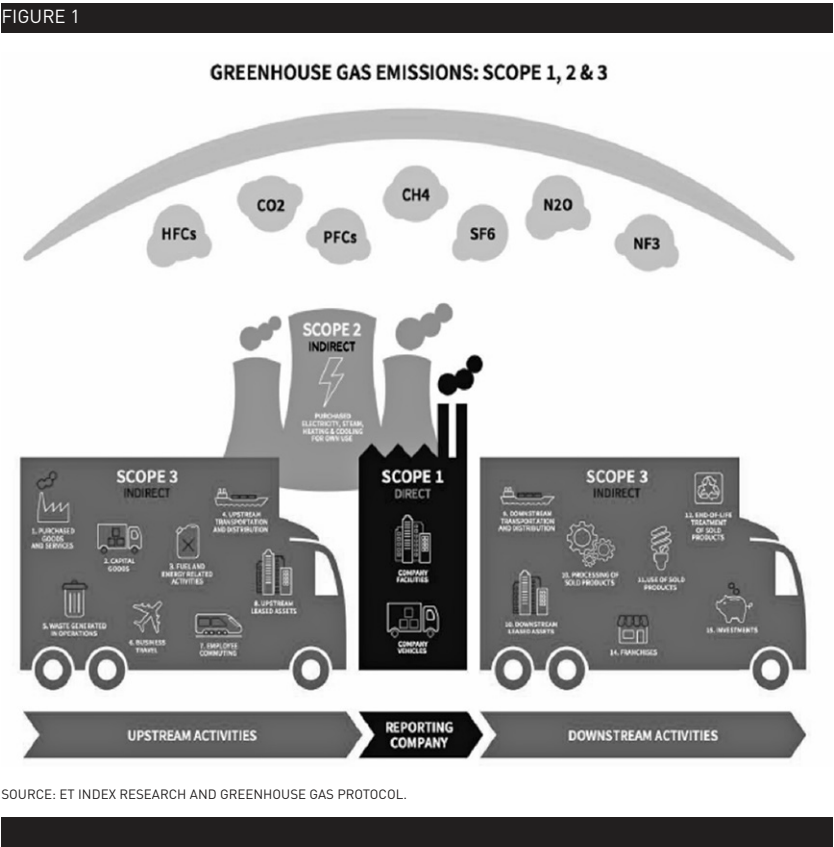 FIGURE 1
GREENHOUSE GAS EMISSIONS: SCOPE 1, 2 & 3
HFCs
CO2
PFCs
CH4
SF6
N2O
NF3
SCOPE 2
INDIRECT
PURCHASED
ELECTRICITY, STEAM,
HEATING & COOLING
FOR OWN USE
SCOPE 3
INDIRECT
1. PURCHASED
GOODS
AND SERVICES
2. CAPITAL
GOODS
3. FUEL AND
ENERGY RELATED
ACTIVITIES
4. UPSTREAM
TRANSPORTATION
AND DISTRIBUTION
5. WASTE GENERATED
IN OPERATIONS
6. BUSINESS
TRAVEL
7. EMPLOYEE
COMMUTING
8. UPSTREAM
LEASED ASSETS
SCOPE 1
DIRECT
COMPANY
FACILITIES
COMPANY
VEHICLES
SCOPE 3
INDIRECT
9. DOWNSTREAM
TRANSPORTATION
AND DISTRIBUTION
10. PROCESSING OF
SOLD PRODUCTS
11. USE OF SOLD
PRODUCTS
END-OF-LIFE
TREATMENT
OF SOLD
PRODUCTS
DOWNSTREAM
LEASED ASSETS
14. FRANCHISES
15. INVESTMENTS
UPSTREAM ACTIVITIES
REPORTING
COMPANY
DOWNSTREAM ACTIVITIES
SOURCE: ET INDEX RESEARCH AND GREENHOUSE GAS PROTOCOL.